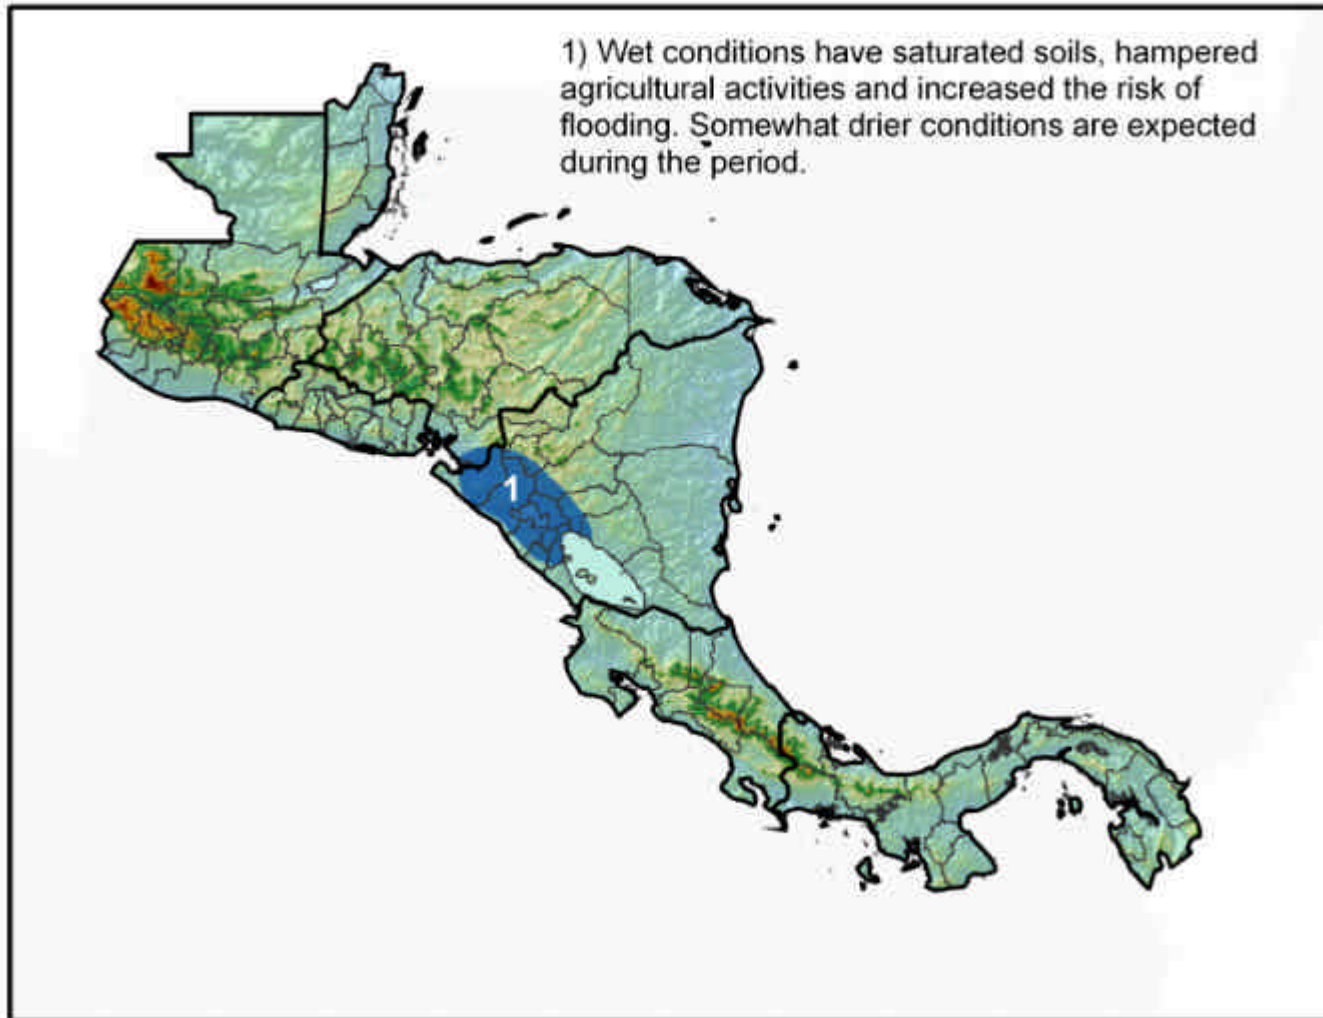 1) Wet conditions have saturated soils, hampered
agricultural activities and increased the risk of
flooding. Somewhat drier conditions are expected
during the period.
1